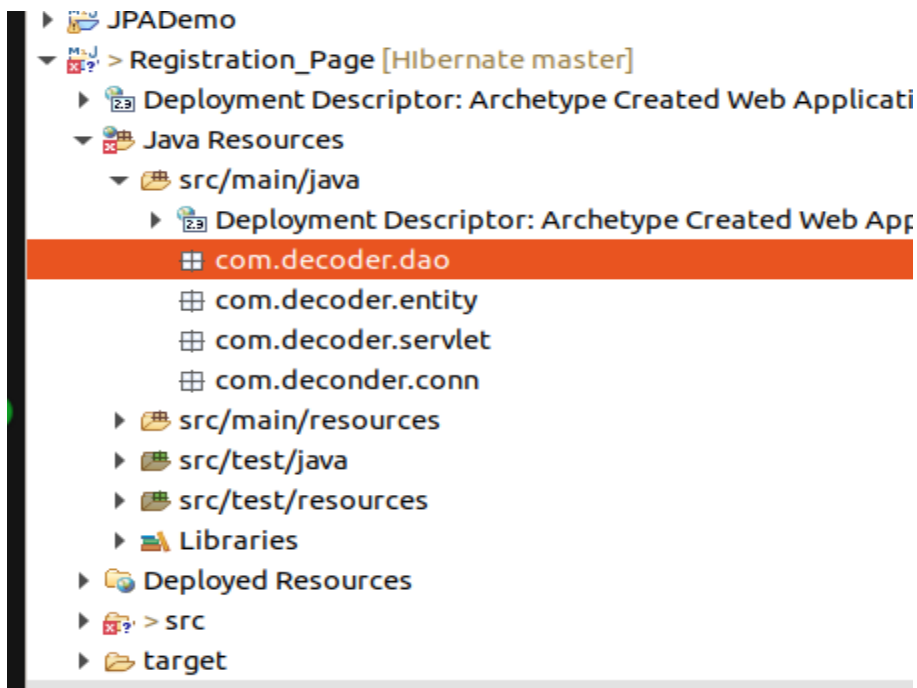 JPADemo
> Registration_Page [HIbernate master]
Deployment Descriptor: Archetype Created Web Applicati
Java Resources
src/main/java
Deployment Descriptor: Archetype Created Web App
com.decoder.dao
com.decoder.entity
com.decoder.servlet
com.deconder.conn
src/main/resources
src/test/java
src/test/resources
Libraries
Deployed Resources
> src
target